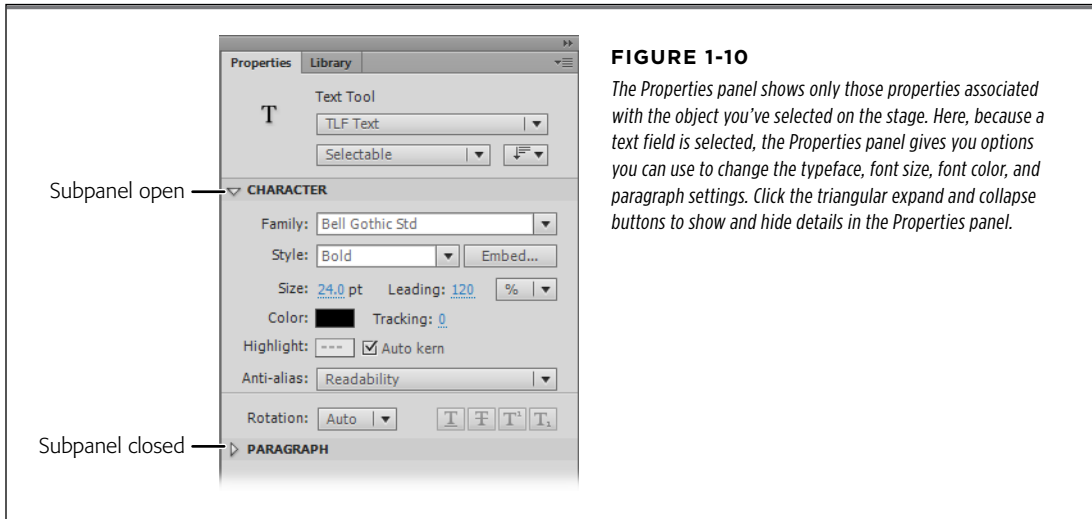 Properties Library
Text Tool
T
TLF Text
Selectable
Subpanel open
CHARACTER
Family: Bell Gothic Std
Style: Bold Embed...
Size: 24.0 pt Leading: 120 %
Color: Tracking: 0
Highlight: --- Auto kern
Anti-alias: Readability
Rotation: Auto T T T¹ T₁
Subpanel closed
PARAGRAPH
FIGURE 1-10
The Properties panel shows only those properties associated
with the object you’ve selected on the stage. Here, because a
text field is selected, the Properties panel gives you options
you can use to change the typeface, font size, font color, and
paragraph settings. Click the triangular expand and collapse
buttons to show and hide details in the Properties panel.